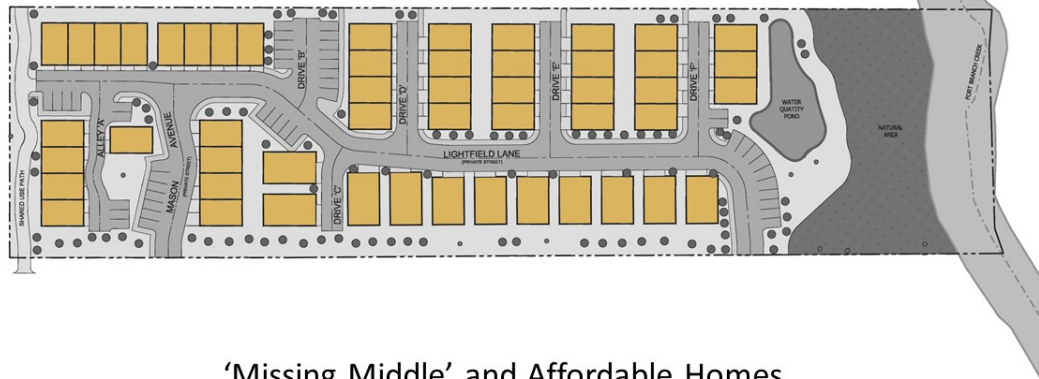 DRIVE 'B'
DRIVE 'D'
DRIVE 'E'
DRIVE 'F'
FORT BRANCH CREEK
WATER
QUATITY
POND
NATURAL
AREA
ALLEY 'A'
MASON AVENUE
(PRIVATE STREET)
LIGHTFIELD LANE
(PRIVATE STREET)
SHARED USE PATH
DRIVE 'C'
'Missing Middle' and Affordable Homes